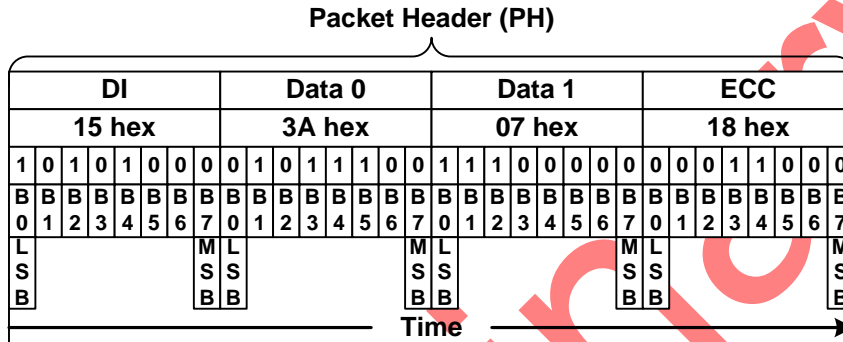 Packet Header (PH)
DI Data 0 Data 1 ECC
15 hex 3A hex 07 hex 18 hex
1 0 1 0 1 0 0 0 0 1 0 1 1 1 0 0 1 1 1 0 0 0 0 0 0 0 0 1 1 0 0 0
B B B B B B B B B B B B B B B B B B B B B B B B B B B B B B B B
0 1 2 3 4 5 6 7 0 1 2 3 4 5 6 7 0 1 2 3 4 5 6 7 0 1 2 3 4 5 6 7
L M L M L M L M
S S S S S S S S
B B B B B B B B
Time